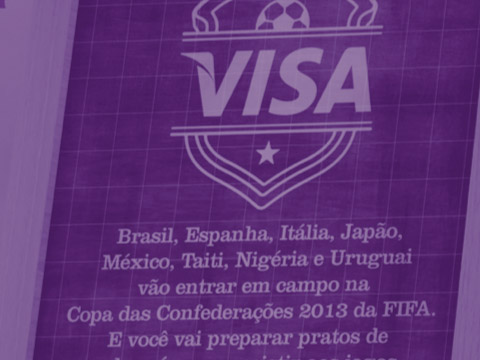 VISA
Brasil, Espanha, Itália, Japão,
México, Taiti, Nigéria e Uruguai
vão entrar em campo na
Copa das Confederações 2013 da FIFA.
E você vai preparar pratos de